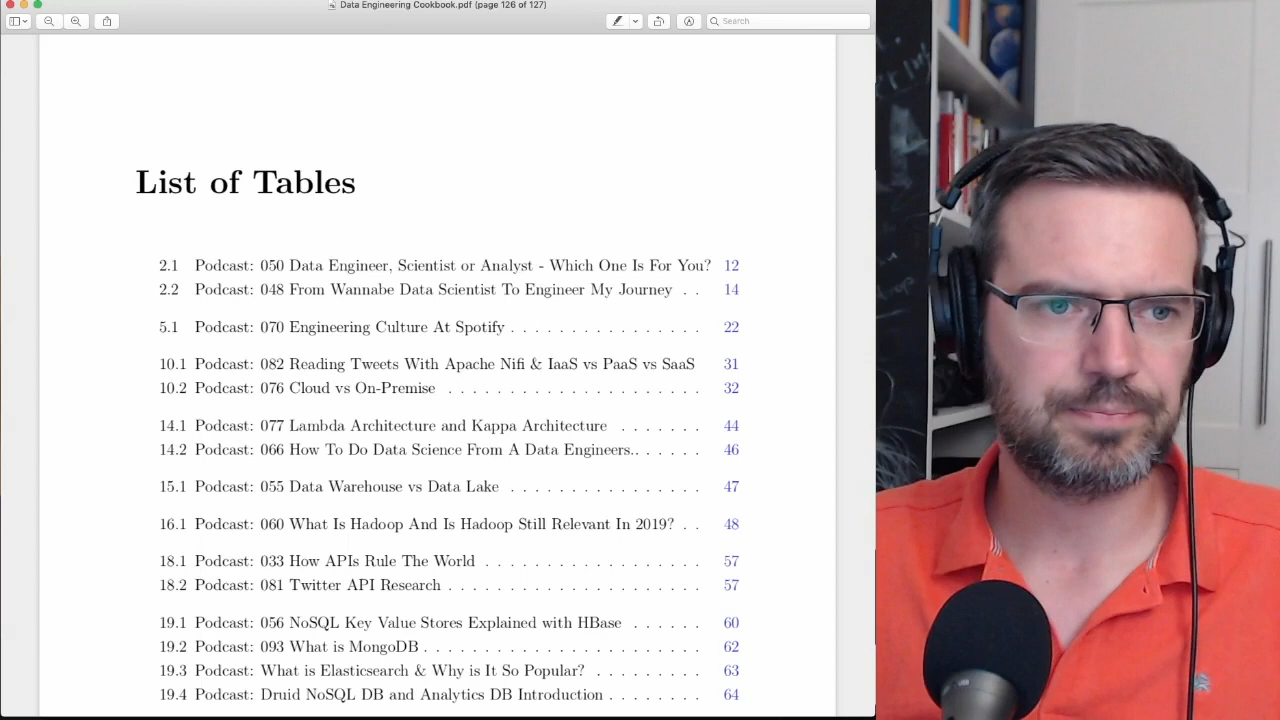 Data Engineering Cookbook.pdf (page 126 of 127)
Search
List of Tables
2.1 Podcast: 050 Data Engineer, Scientist or Analyst - Which One Is For You? 12
2.2 Podcast: 048 From Wannabe Data Scientist To Engineer My Journey . . 14
5.1 Podcast: 070 Engineering Culture At Spotify . . . . . . . . . . . . . . . . 22
10.1 Podcast: 082 Reading Tweets With Apache Nifi & IaaS vs PaaS vs SaaS 31
10.2 Podcast: 076 Cloud vs On-Premise . . . . . . . . . . . . . . . . . . . . . 32
14.1 Podcast: 077 Lambda Architecture and Kappa Architecture . . . . . . . 44
14.2 Podcast: 066 How To Do Data Science From A Data Engineers.. . . . . . 46
15.1 Podcast: 055 Data Warehouse vs Data Lake . . . . . . . . . . . . . . . . 47
16.1 Podcast: 060 What Is Hadoop And Is Hadoop Still Relevant In 2019? . . 48
18.1 Podcast: 033 How APIs Rule The World . . . . . . . . . . . . . . . . . . 57
18.2 Podcast: 081 Twitter API Research . . . . . . . . . . . . . . . . . . . . . 57
19.1 Podcast: 056 NoSQL Key Value Stores Explained with HBase . . . . . . 60
19.2 Podcast: 093 What is MongoDB . . . . . . . . . . . . . . . . . . . . . . . 62
19.3 Podcast: What is Elasticsearch & Why is It So Popular? . . . . . . . . . 63
19.4 Podcast: Druid NoSQL DB and Analytics DB Introduction . . . . . . . . 64